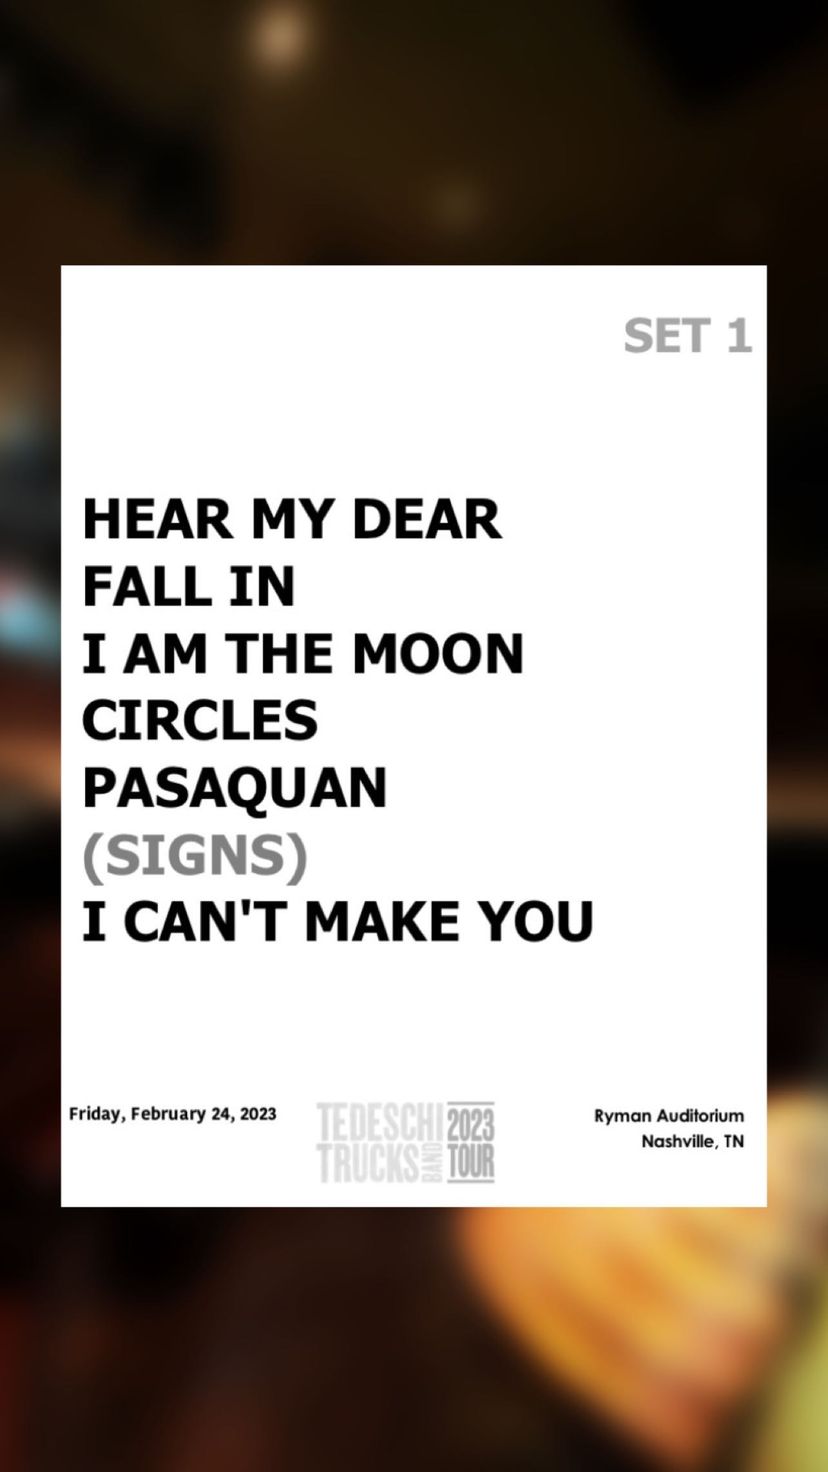 SET 1
HEAR MY DEAR
FALL IN
I AM THE MOON
CIRCLES
PASAQUAN
(SIGNS)
I CAN'T MAKE YOU
Friday, February 24, 2023
TEDESCHI
TRUCKS BAND
2023
TOUR
Ryman Auditorium
Nashville, TN